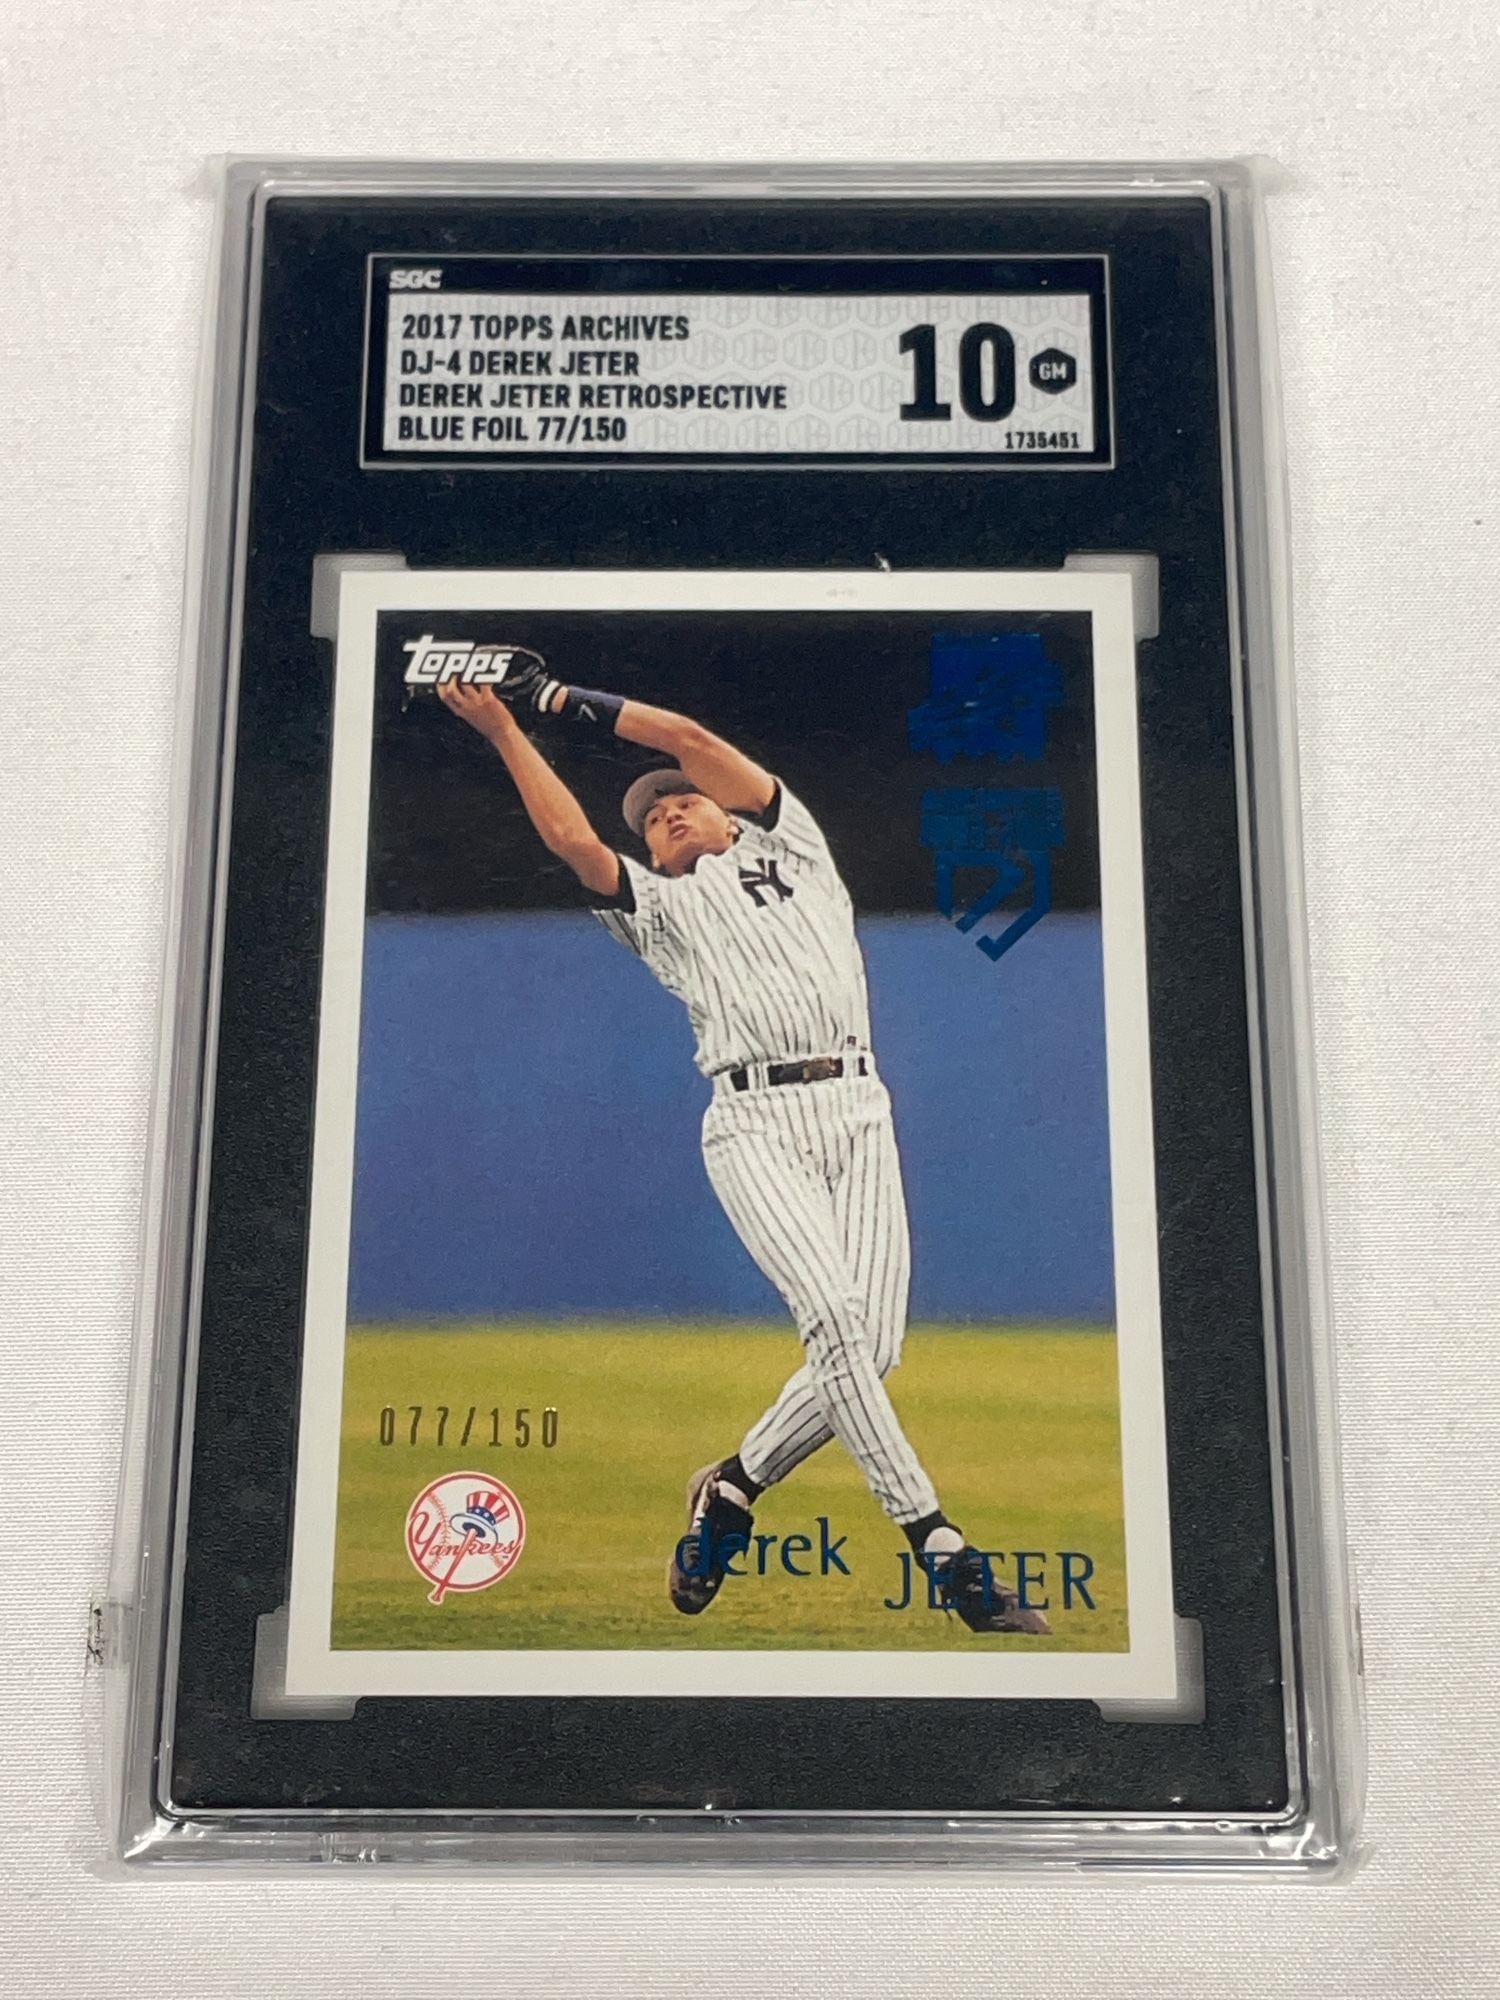 SGC
2017 TOPPS ARCHIVES
DJ-4 DEREK JETER
DEREK JETER RETROSPECTIVE
BLUE FOIL 77/150
10 GM
1735451
topps
NY
077/150
Yankees
derek JETER